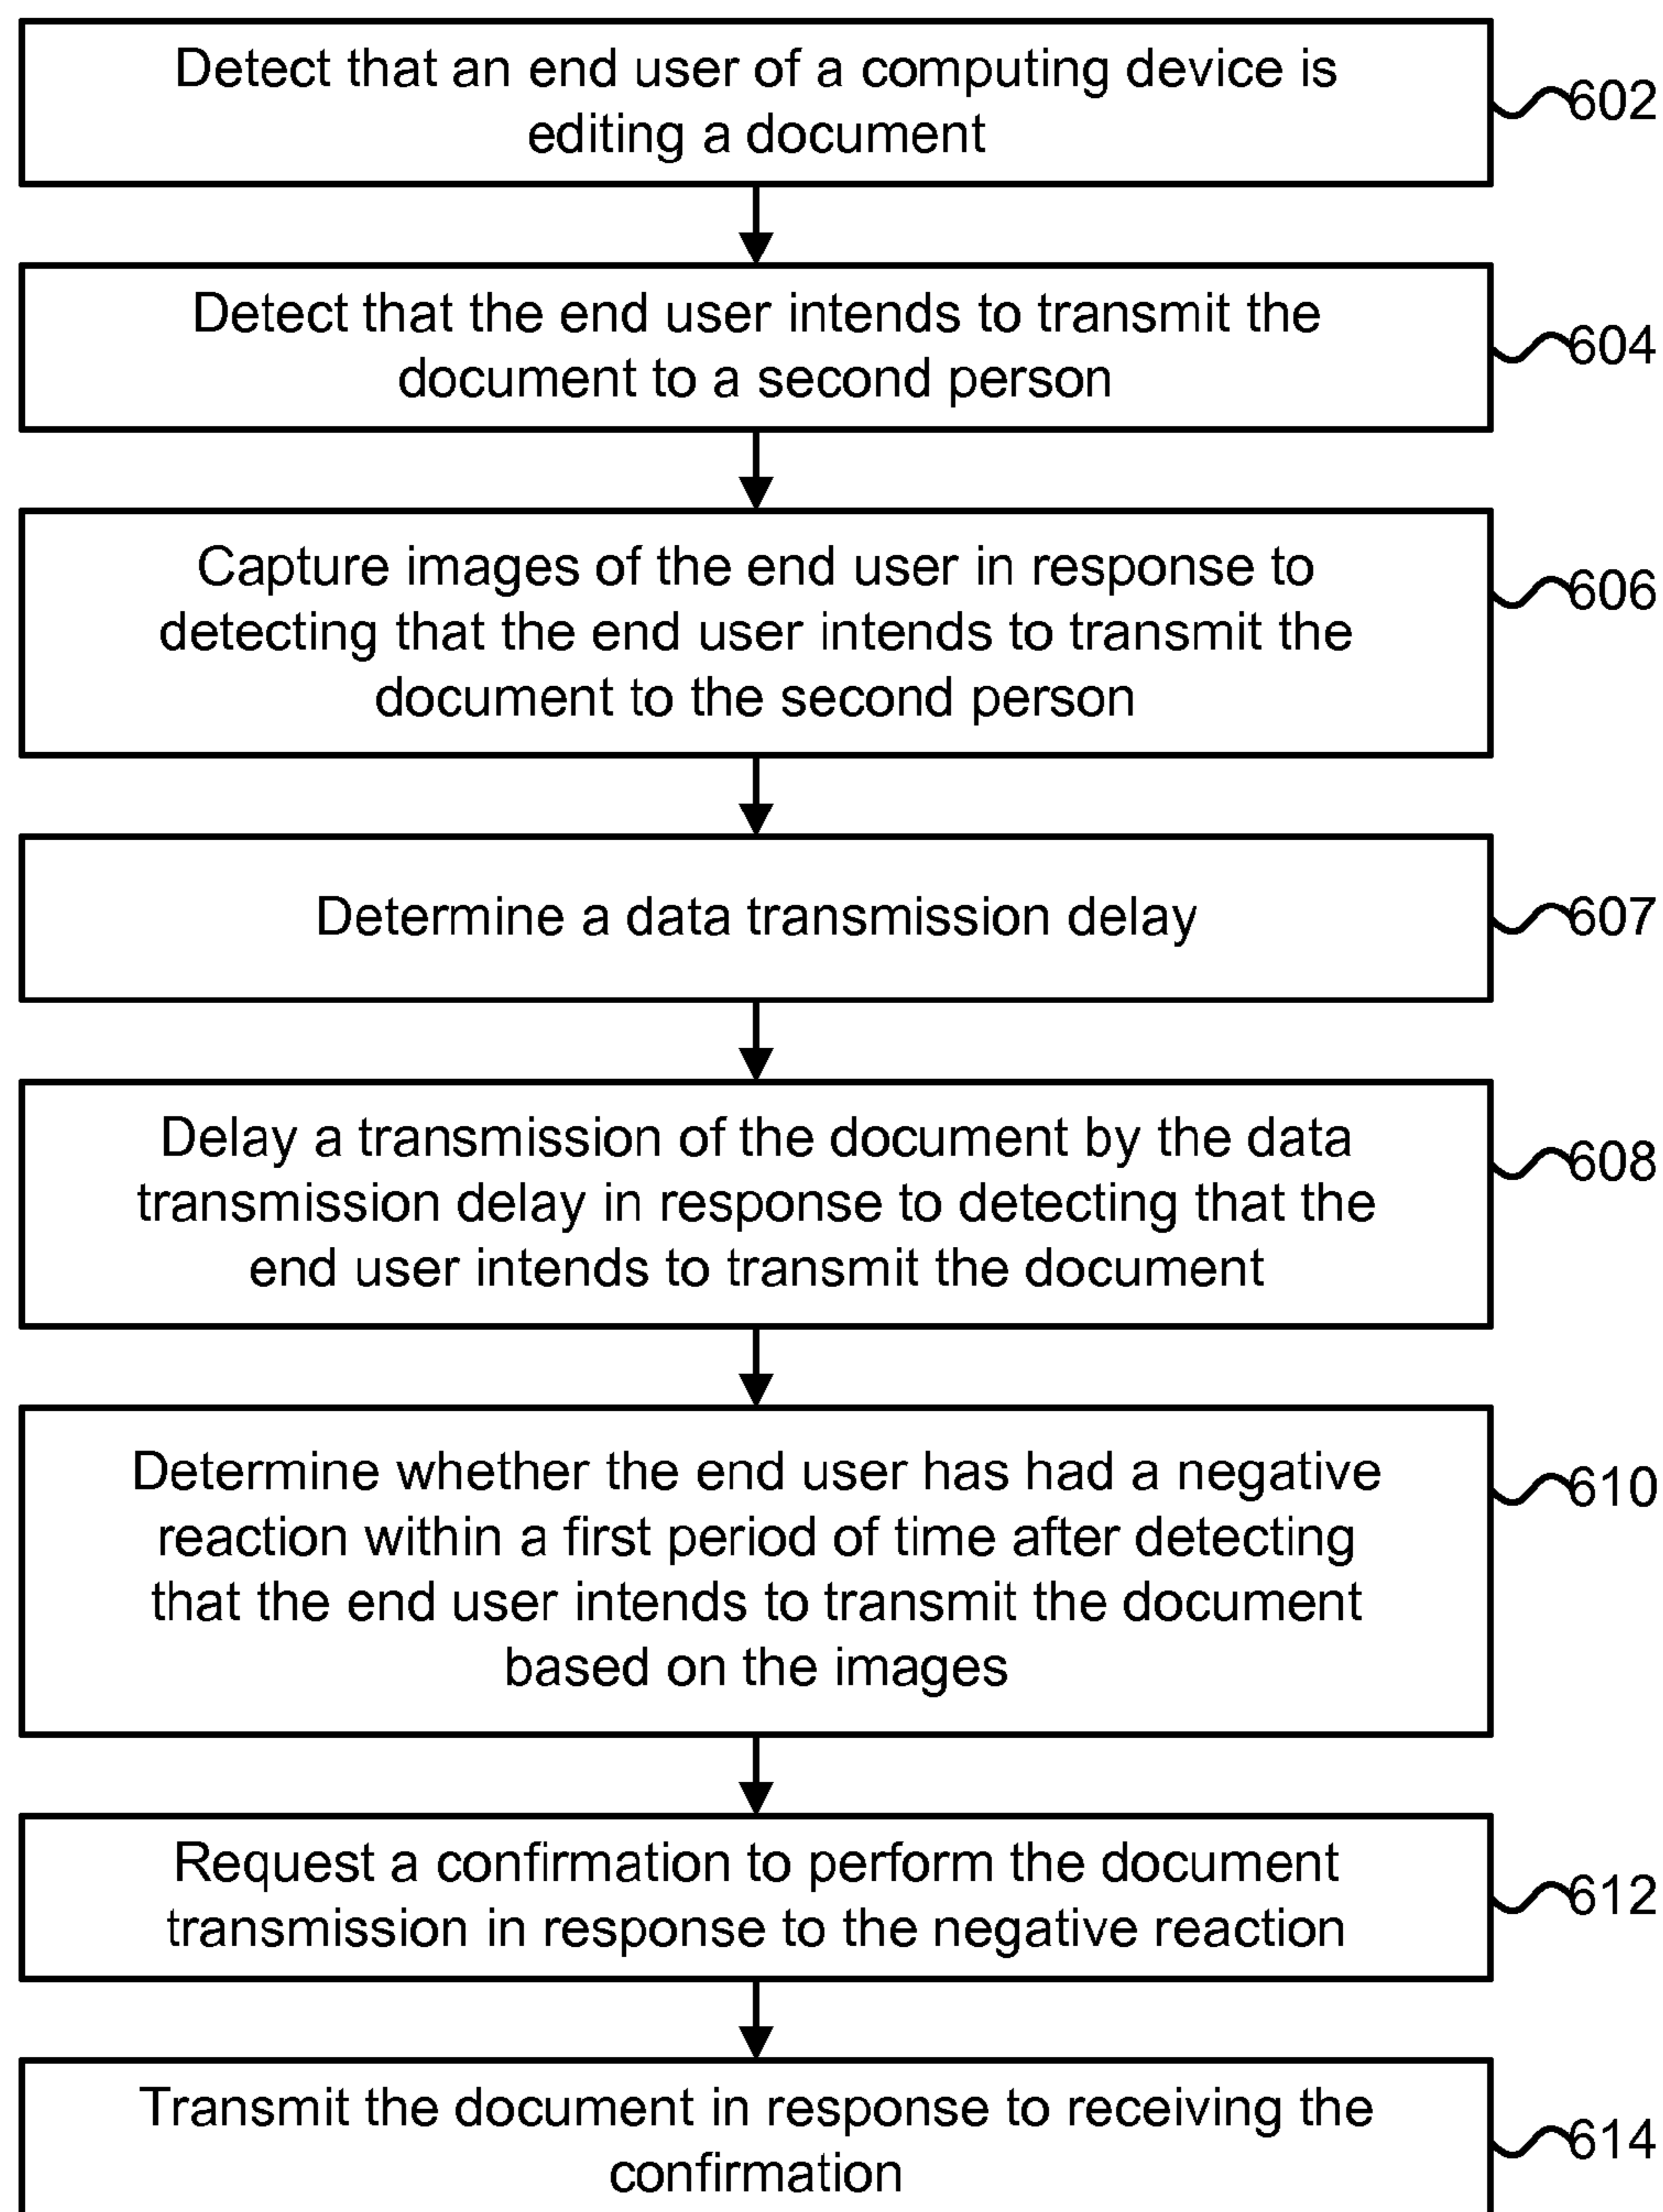 Detect that an end user of a computing device is
editing a document
602
Detect that the end user intends to transmit the
document to a second person
604
Capture images of the end user in response to
detecting that the end user intends to transmit the
document to the second person
606
Determine a data transmission delay
607
Delay a transmission of the document by the data
transmission delay in response to detecting that the
end user intends to transmit the document
608
Determine whether the end user has had a negative
reaction within a first period of time after detecting
that the end user intends to transmit the document
based on the images
610
Request a confirmation to perform the document
transmission in response to the negative reaction
612
Transmit the document in response to receiving the
confirmation
614